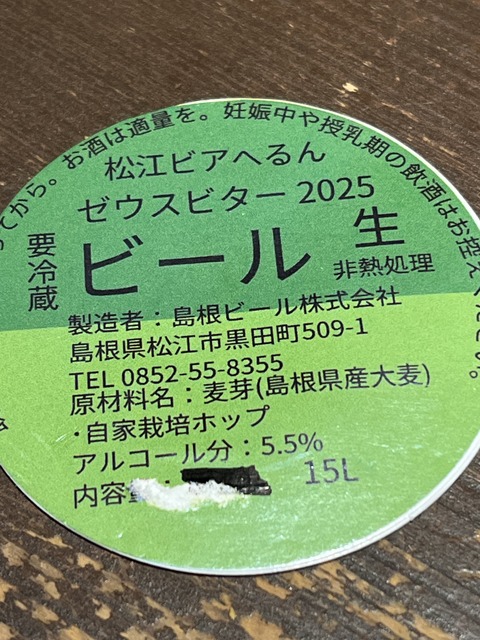 てから。お酒は適量を。妊娠中や授乳期の飲酒はお控えください。
松江ビアへるん
ゼウスビター 2025
要冷蔵
ビール
生
非熱処理
製造者：島根ビール株式会社
島根県松江市黒田町509-1
TEL 0852-55-8355
原材料名：麦芽(島根県産大麦)
・自家栽培ホップ
アルコール分：5.5%
内容量： 15L